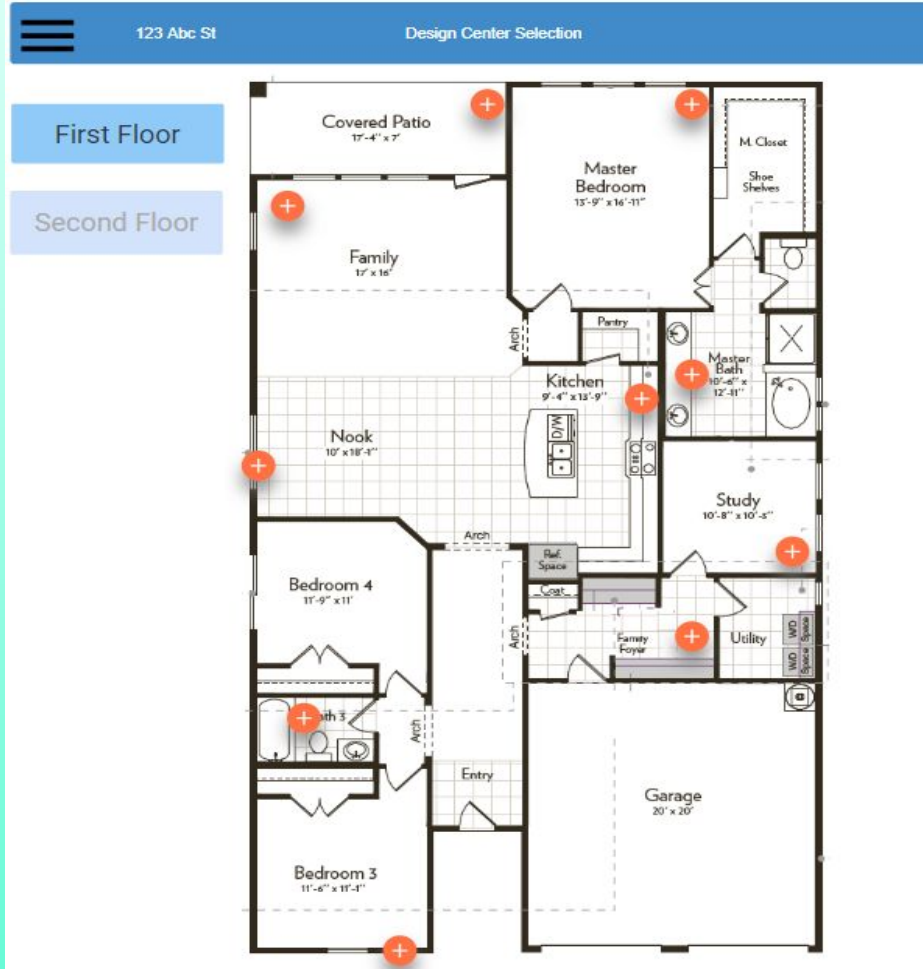 123 Abc St
Design Center Selection
First Floor
Second Floor
Covered Patio
17'-4" x 7'
Master
Bedroom
13'-9" x 16'-11"
M. Closet
Shoe
Shelves
Family
17' x 16'
Arch
Pantry
Kitchen
9'-4" x 13'-9"
Master
Bath
10'-6" x
12'-11"
D/W
Nook
10' x 18'-1"
Study
10'-8" x 10'-5"
Arch
Ref.
Space
Bedroom 4
11'-9" x 11'
Coat
Arch
Family
Foyer
Utility
W/D
Space
W/D
Space
Arch
Entry
Garage
20' x 20'
Bedroom 3
11'-6" x 11'-1"